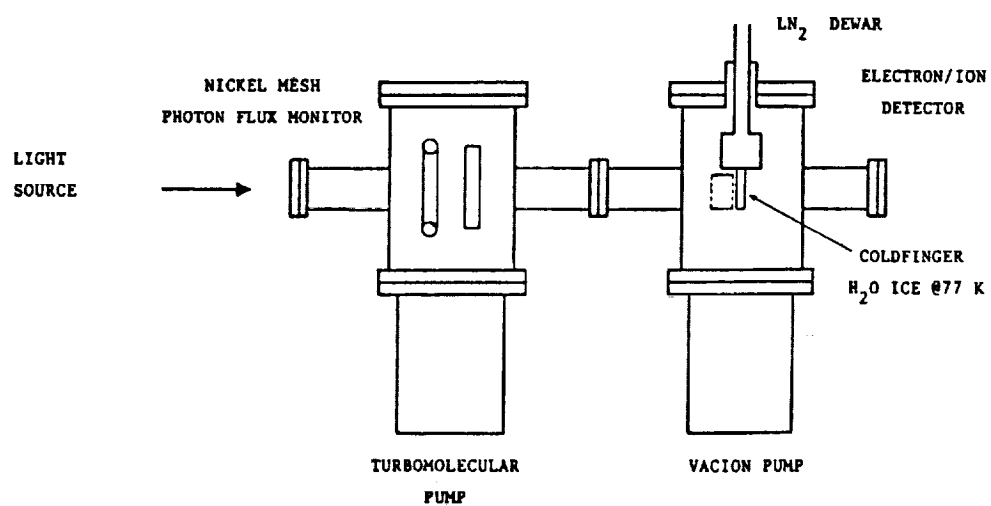 LN2 DEWAR
NICKEL MESH
PHOTON FLUX MONITOR
ELECTRON/ION
DETECTOR
LIGHT
SOURCE
COLDFINGER
H2O ICE @77 K
TURBOMOLECULAR
PUMP
VACION PUMP